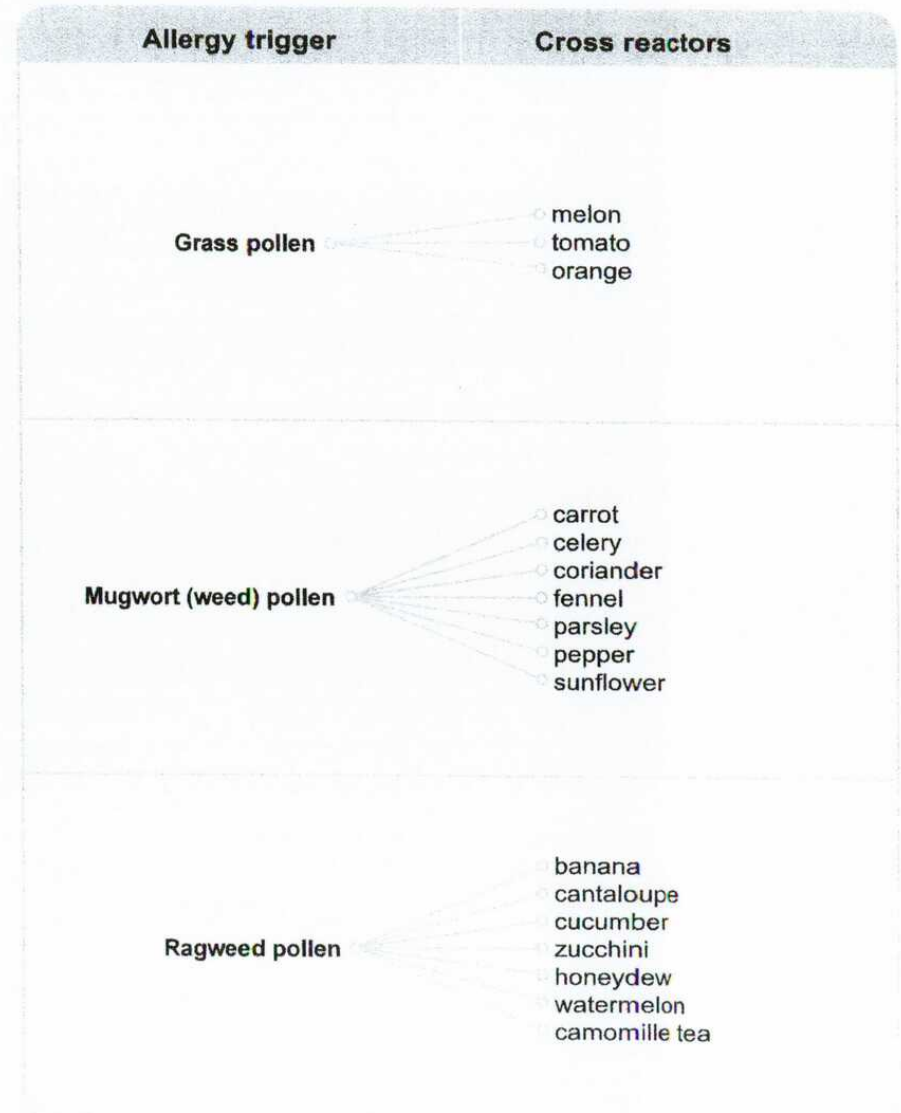 Allergy trigger Cross reactors
Grass pollen
melon
tomato
orange
Mugwort (weed) pollen
carrot
celery
coriander
fennel
parsley
pepper
sunflower
Ragweed pollen
banana
cantaloupe
cucumber
zucchini
honeydew
watermelon
camomille tea